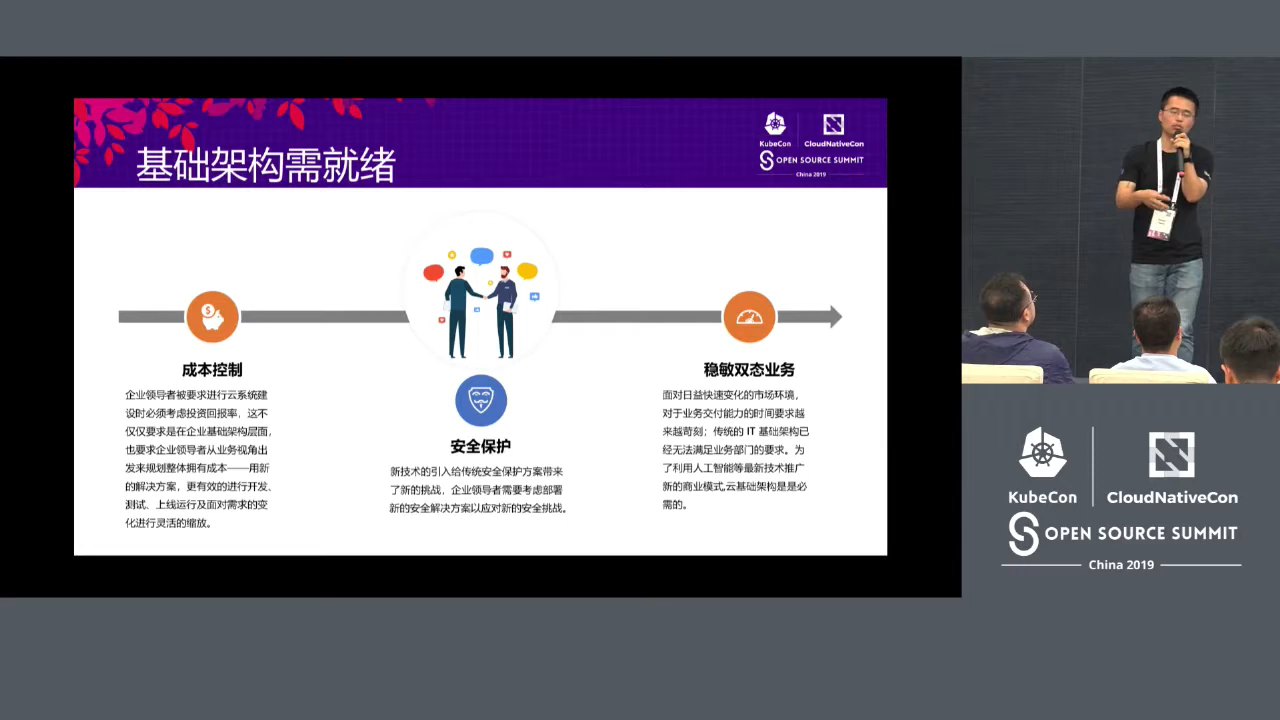 基础架构需就绪
KubeCon
CloudNativeCon
OPEN SOURCE SUMMIT
China 2019
成本控制
企业领导者被要求进行云系统建
设时必须考虑投资回报率，这不
仅仅要求是在企业基础架构层面，
也要求企业领导者从业务视角出
发来规划整体拥有成本——用新
的解决方案，更有效的进行开发、
测试、上线运行及面对需求的变
化进行灵活的缩放。
安全保护
新技术的引入给传统安全保护方案带来
了新的挑战，企业领导者需要考虑部署
新的安全解决方案以应对新的安全挑战。
稳敏双态业务
面对日益快速变化的市场环境，
对于业务交付能力的时间要求越
来越苛刻；传统的 IT 基础架构已
经无法满足业务部门的要求。为
了利用人工智能等最新技术推广
新的商业模式,云基础架构是是必
需的。
KubeCon
CloudNativeCon
OPEN SOURCE SUMMIT
China 2019